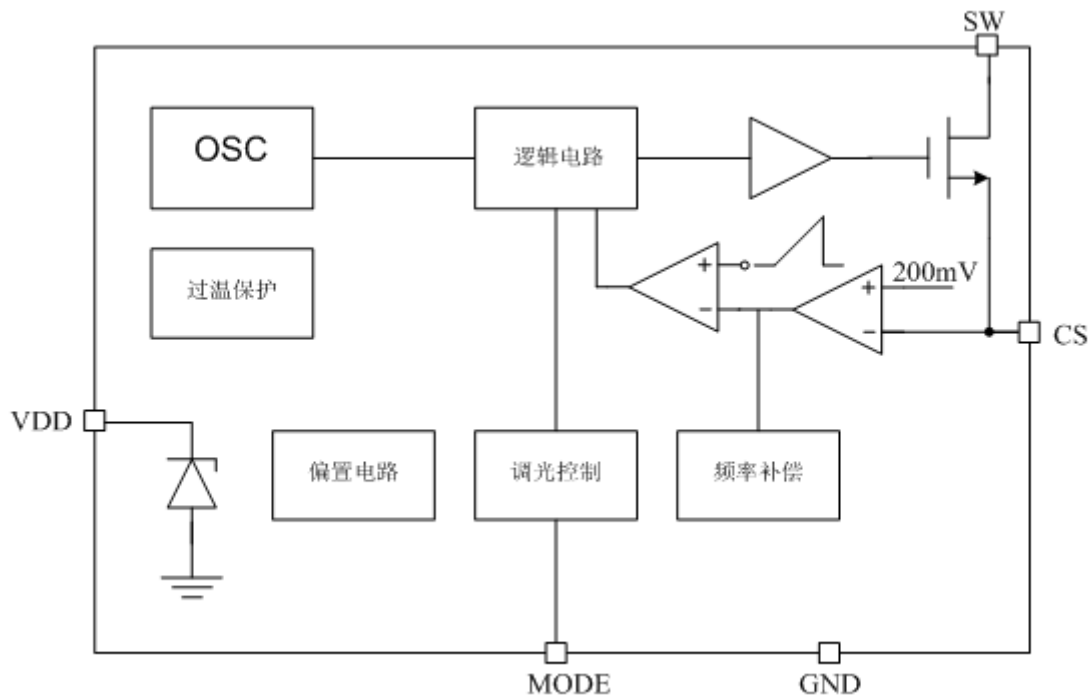 SW
OSC
逻辑电路
过温保护
+
-
200mV
+
-
CS
VDD
偏置电路
调光控制
频率补偿
MODE
GND